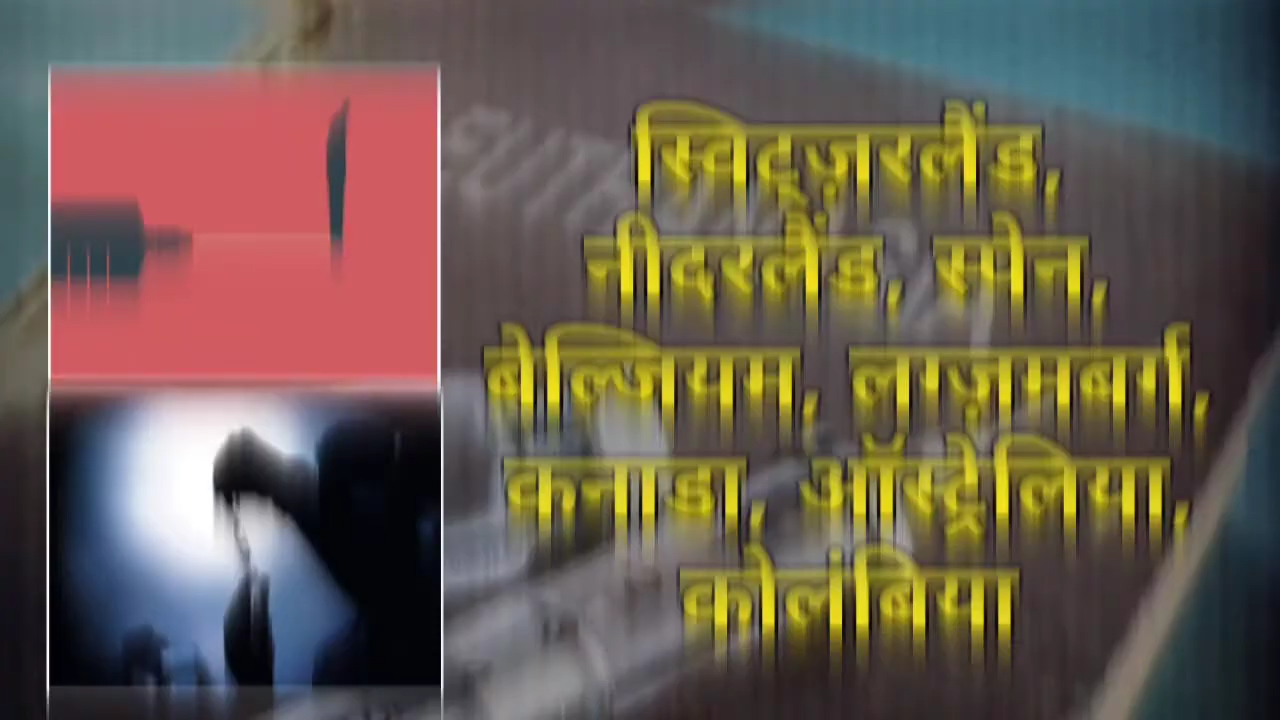 स्विट्ज़रलैंड,
नीदरलैंड, स्पेन,
बेल्जियम, लग्ज़मबर्ग,
कनाडा, ऑस्ट्रेलिया,
कोलंबिया